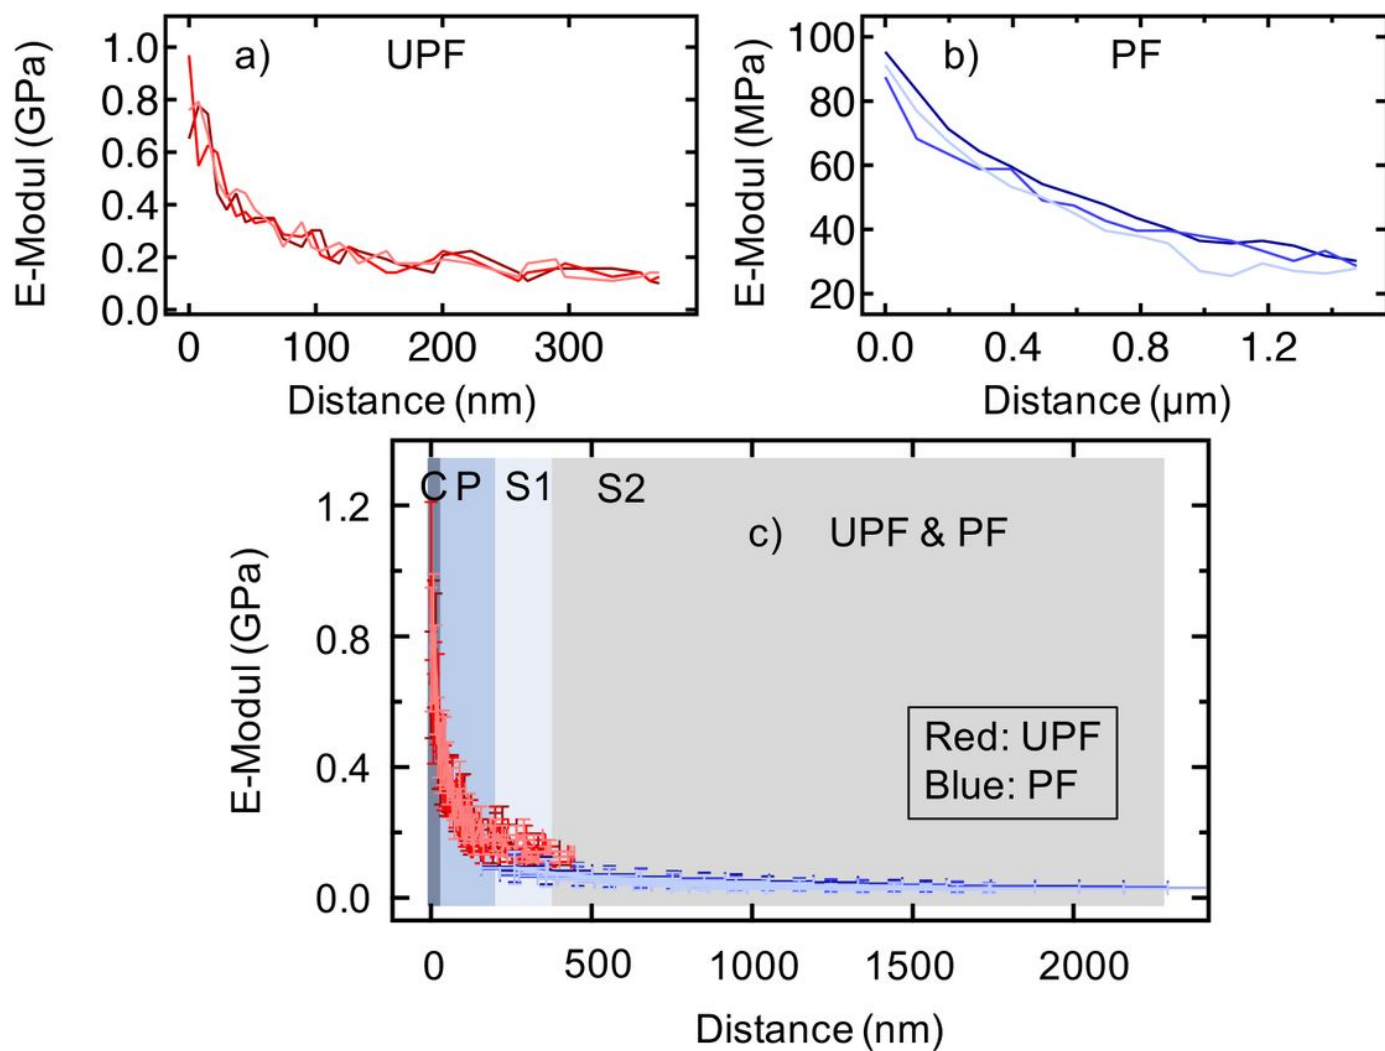 a) UPF
E-Modul (GPa)
1.0
0.8
0.6
0.4
0.2
0.0
0 100 200 300
Distance (nm)
b) PF
E-Modul (MPa)
100
80
60
40
20
0.0 0.4 0.8 1.2
Distance (µm)
C P S1 S2
c) UPF & PF
E-Modul (GPa)
1.2
0.8
0.4
0.0
Red: UPF
Blue: PF
0 500 1000 1500 2000
Distance (nm)